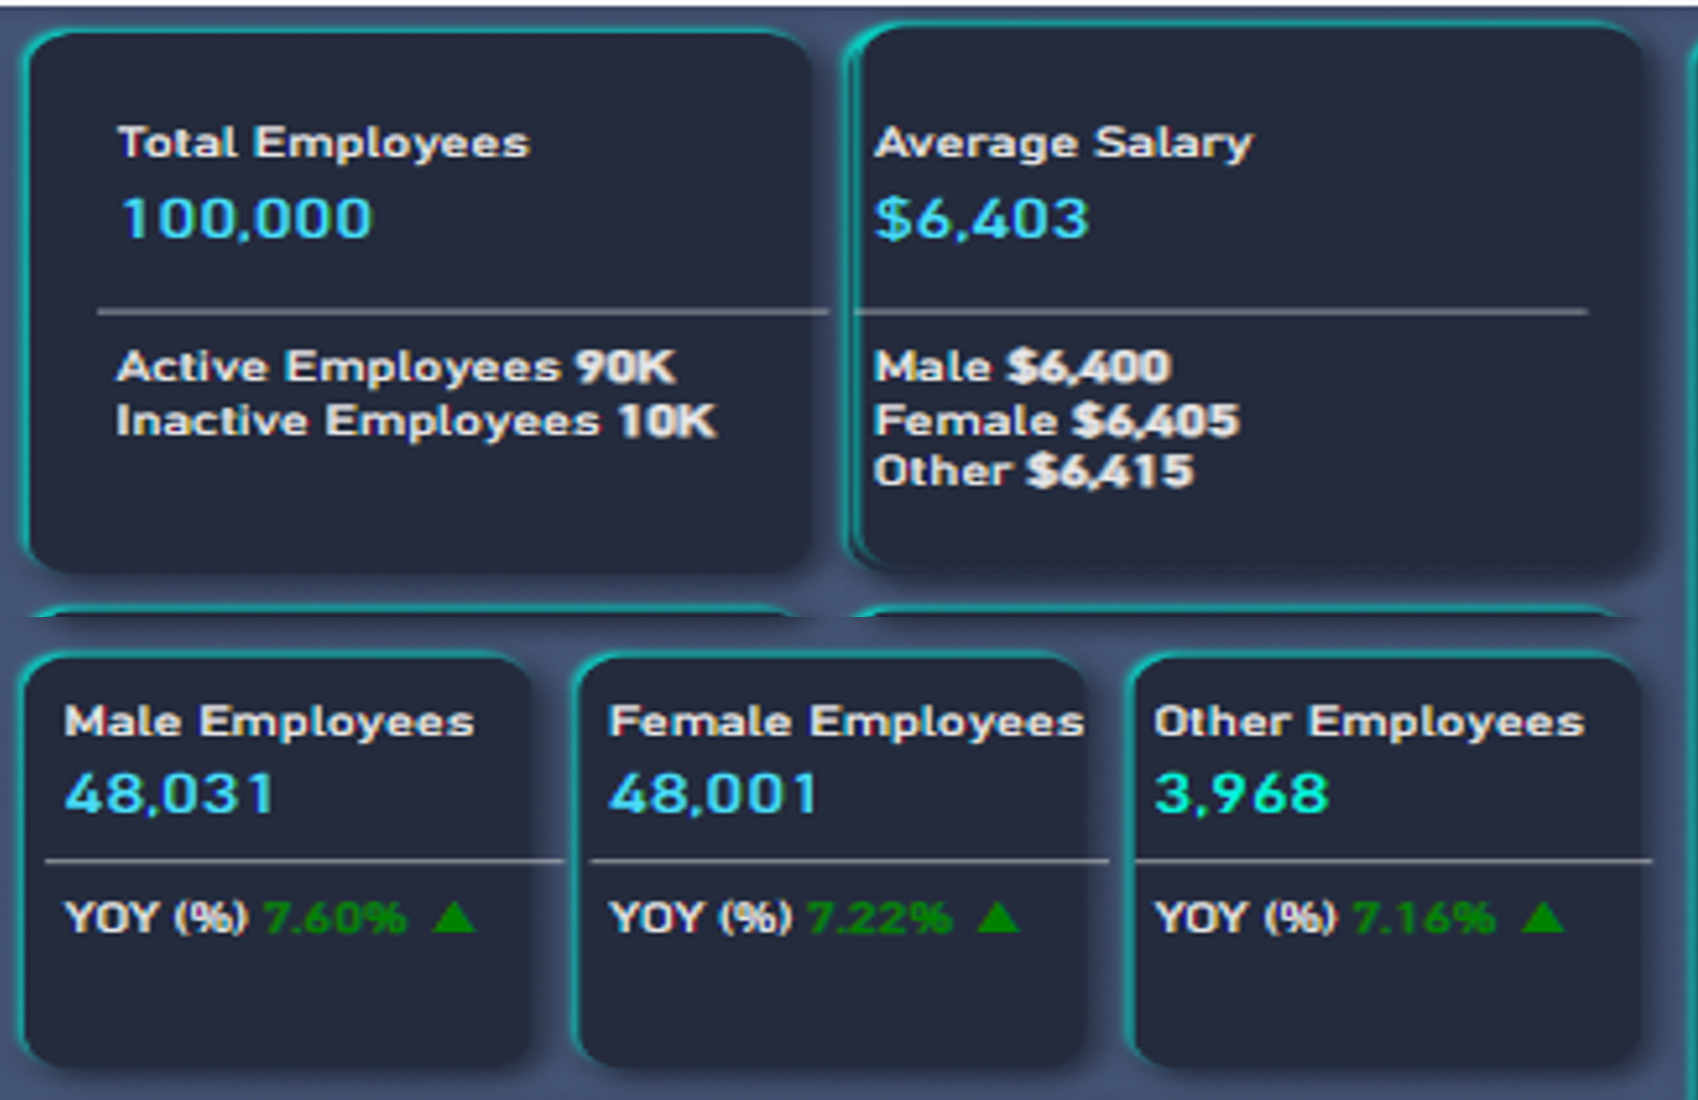 Total Employees
100,000
Active Employees 90K
Inactive Employees 10K
Average Salary
$6,403
Male $6,400
Female $6,405
Other $6,415
Male Employees
48,031
YOY (%) 7.60% ▲
Female Employees
48,001
YOY (%) 7.22% ▲
Other Employees
3,968
YOY (%) 7.16% ▲